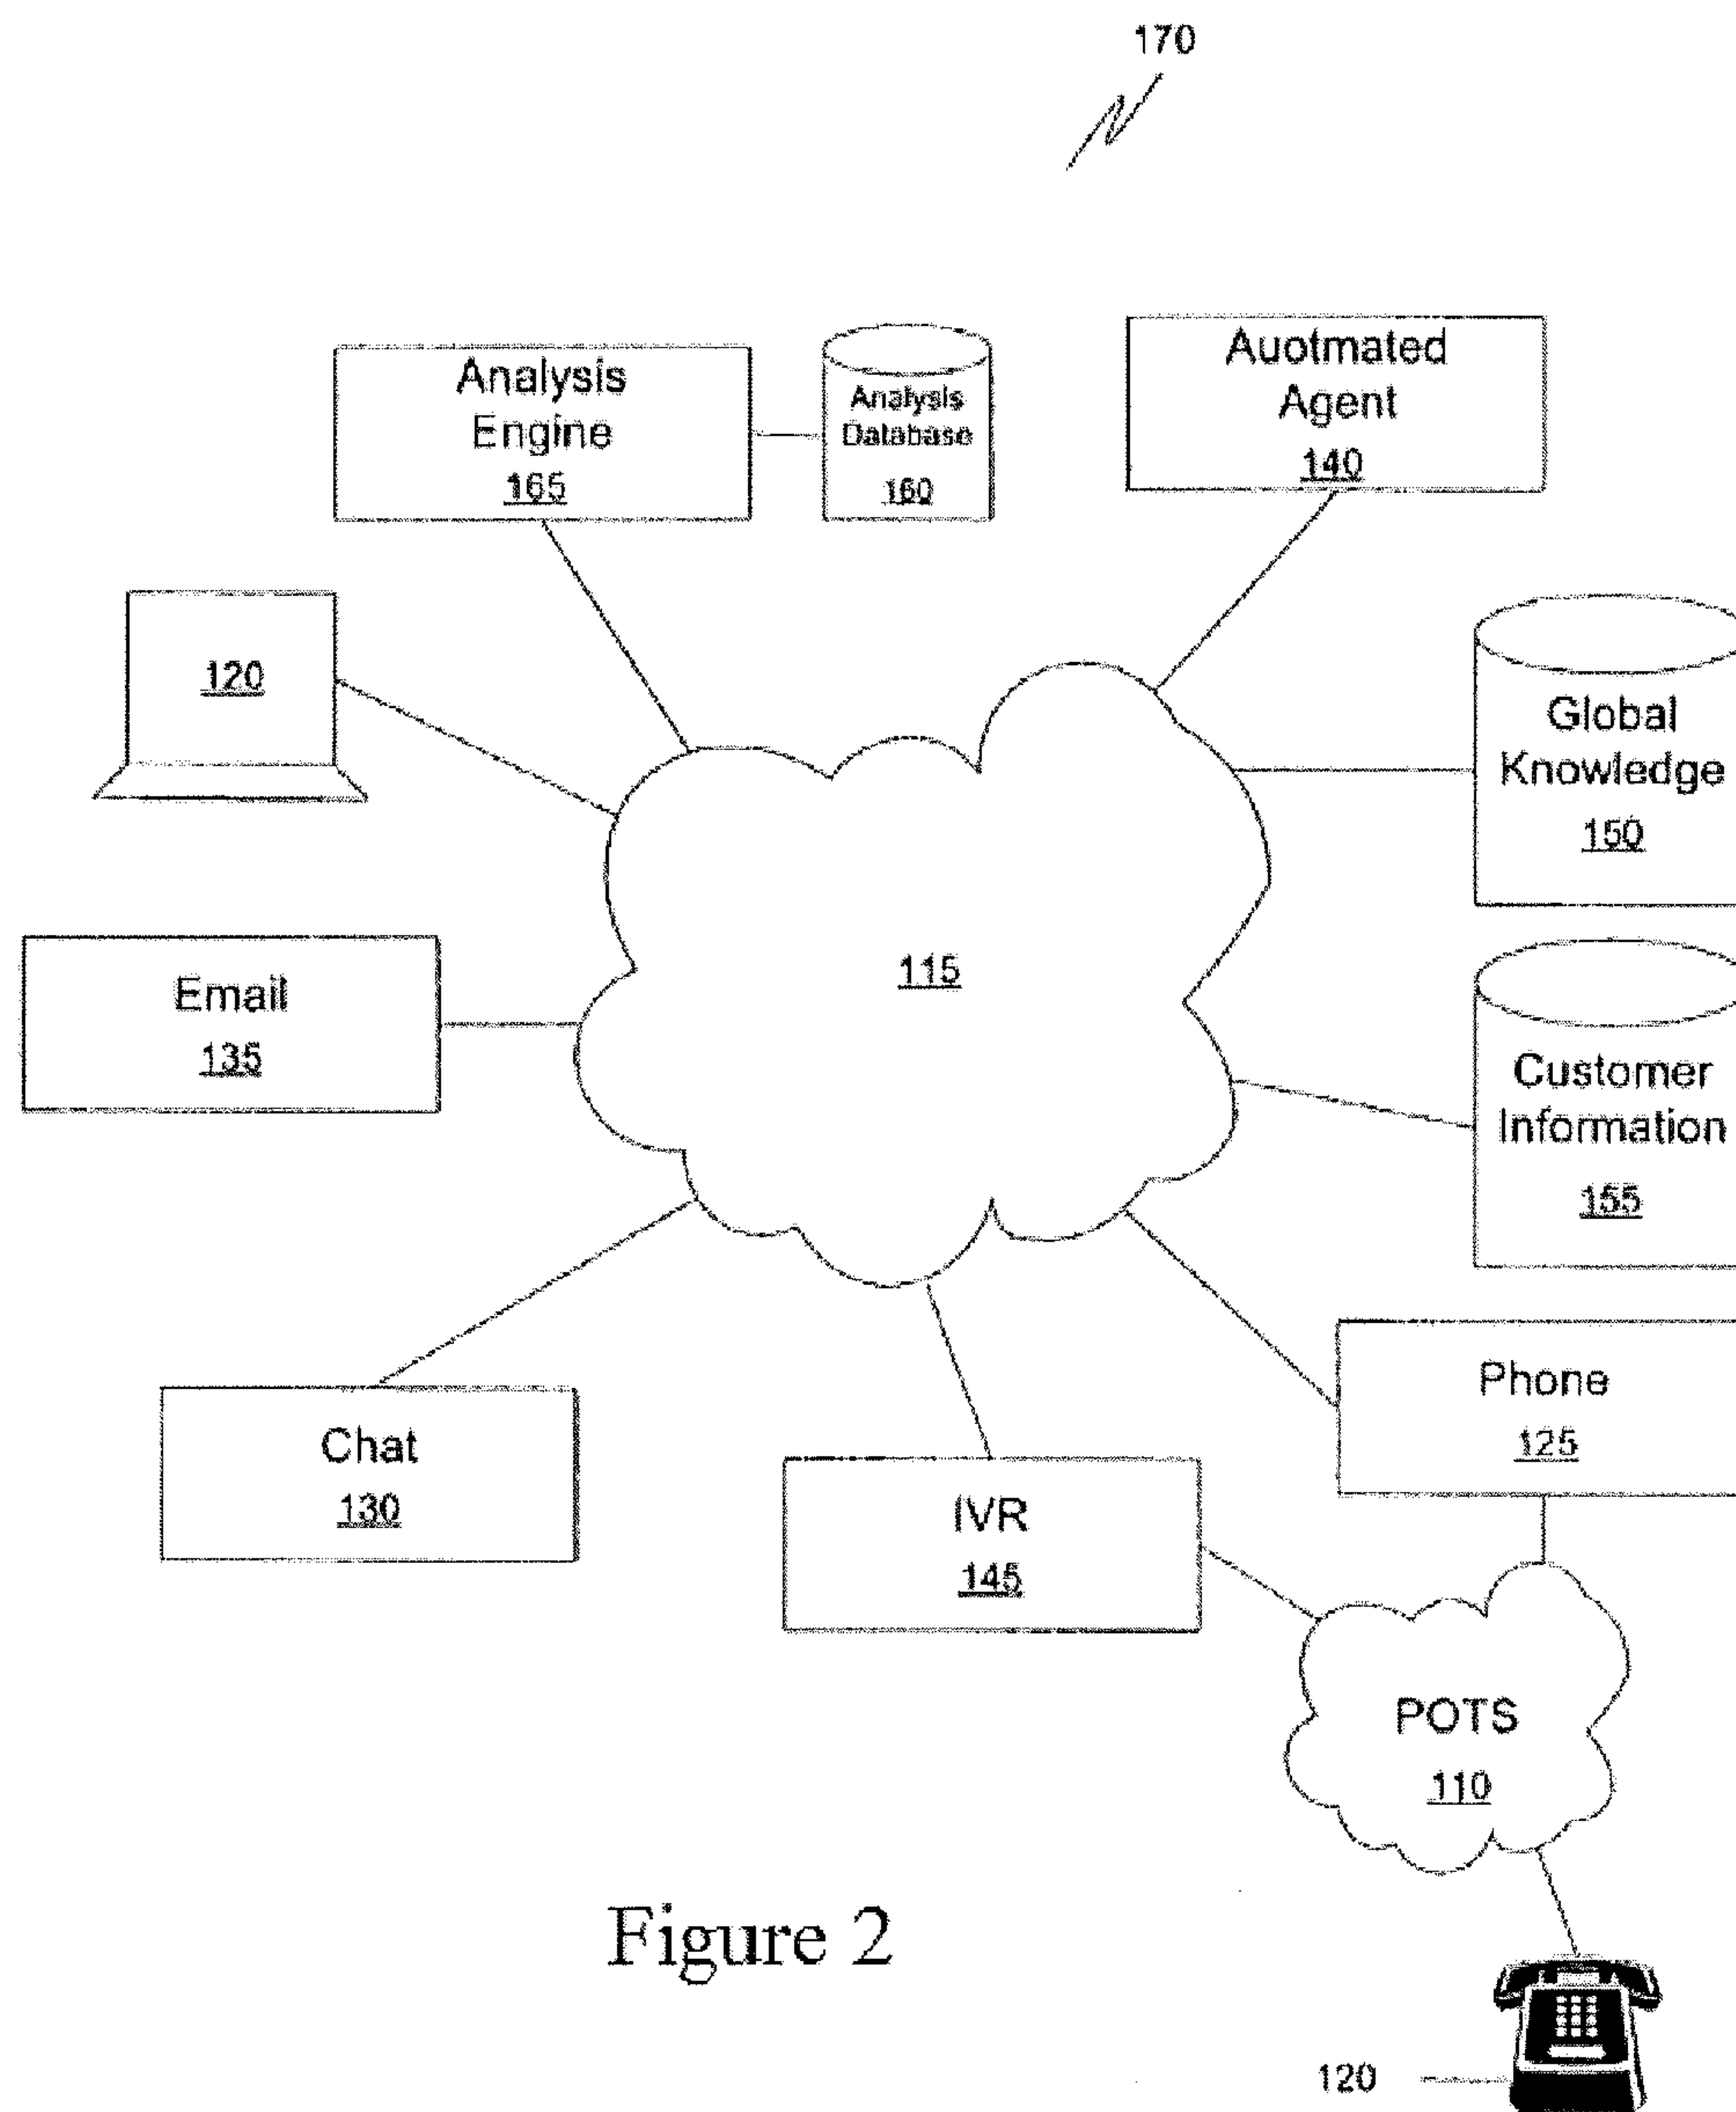 170
Analysis
Engine
165
Analysis
Database
160
Auotmated
Agent
140
120
Global
Knowledge
150
115
Email
135
Customer
Information
155
Phone
125
Chat
130
IVR
145
POTS
110
Figure 2
120